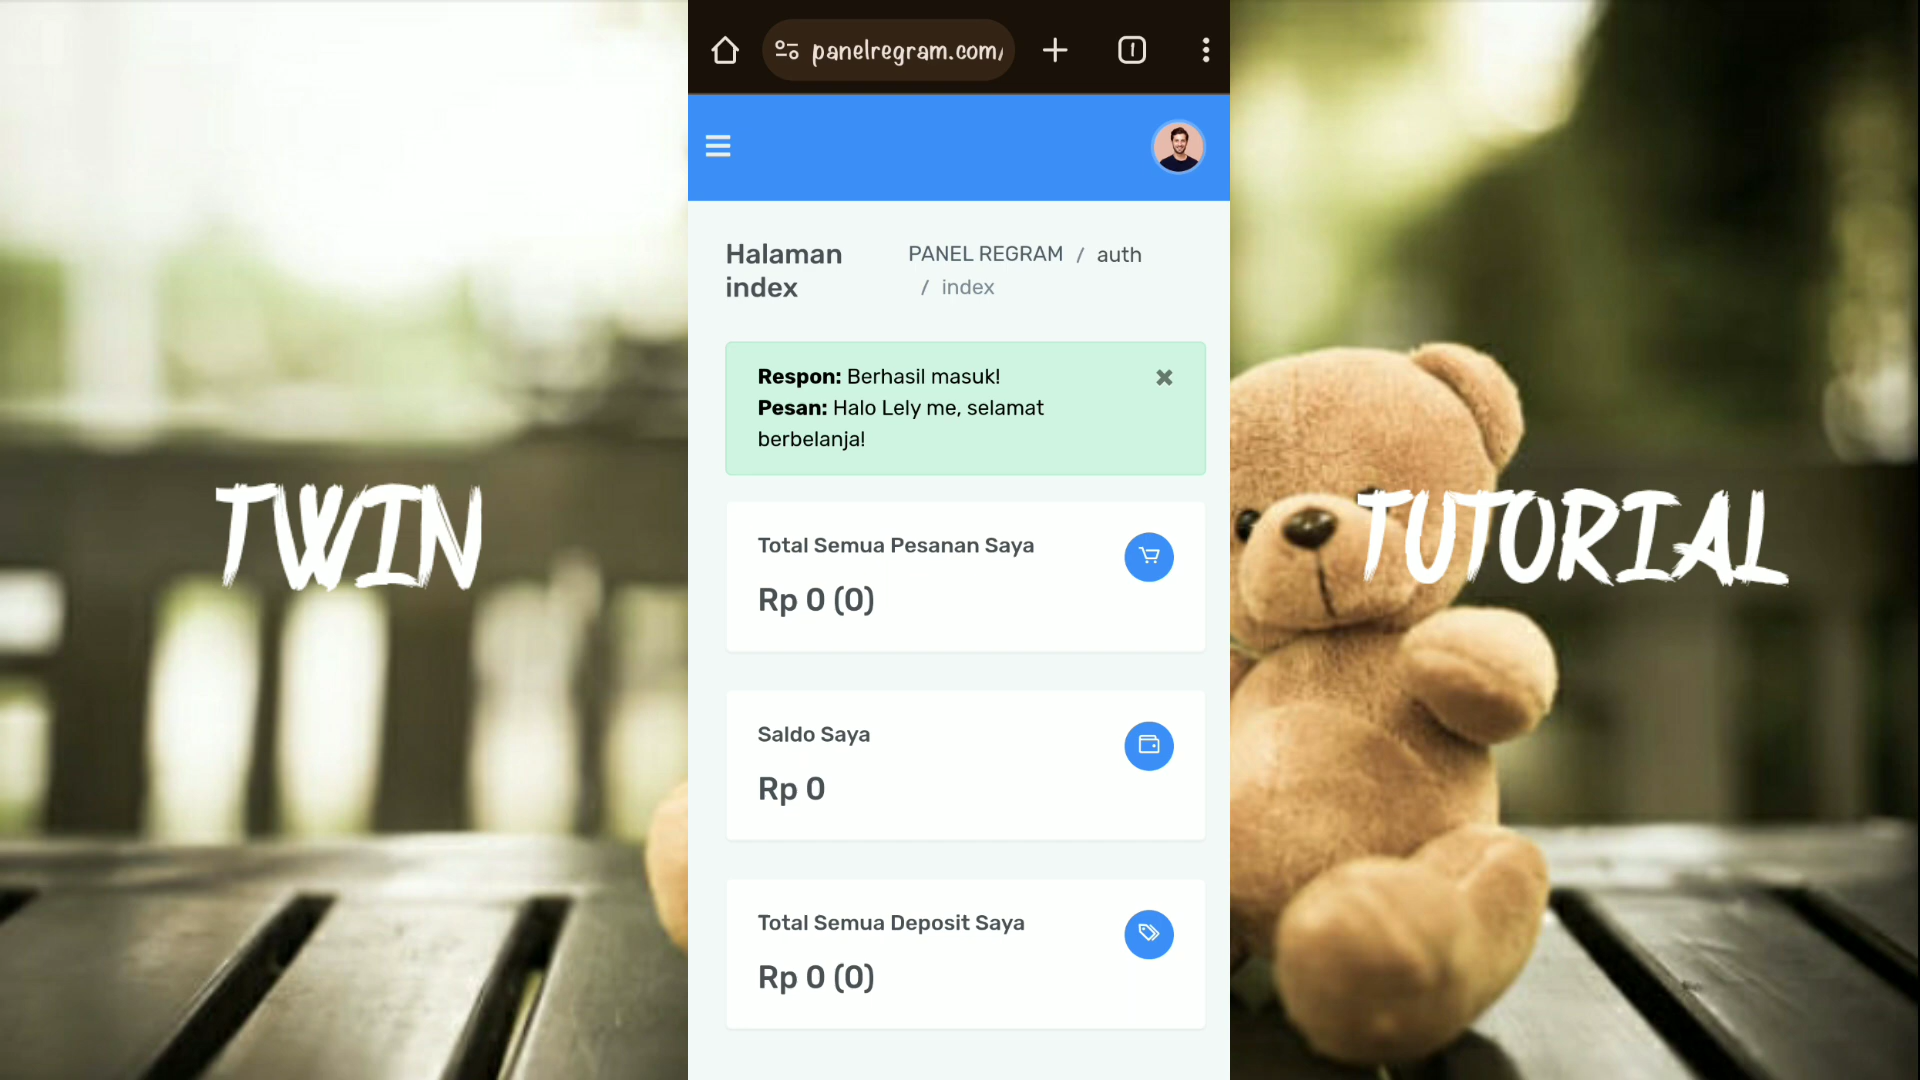 panelregram.com/
Halaman
index
PANEL REGRAM / auth
/ index
Respon: Berhasil masuk!
Pesan: Halo Lely me, selamat
berbelanja!
Total Semua Pesanan Saya
Rp 0 (0)
Saldo Saya
Rp 0
Total Semua Deposit Saya
Rp 0 (0)
TWIN
TUTORIAL